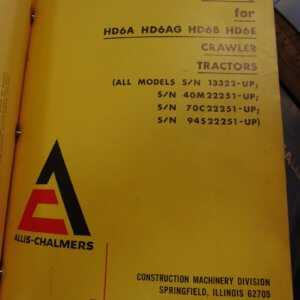 for
HD6A HD6AG HD6B HD6E
CRAWLER
TRACTORS
(ALL MODELS S/N 13322-UP;
S/N 40M22251-UP;
S/N 70C22251-UP;
S/N 94S22251-UP)
ALLIS-CHALMERS
CONSTRUCTION MACHINERY DIVISION
SPRINGFIELD, ILLINOIS 62705